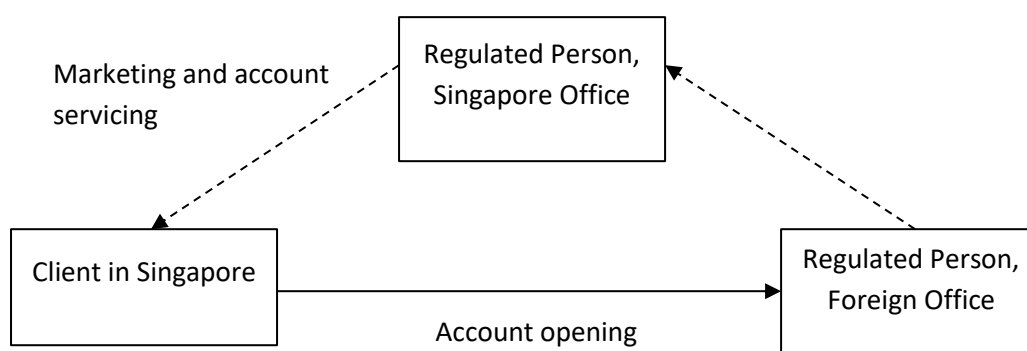 Marketing and account
servicing
Regulated Person,
Singapore Office
Client in Singapore
Regulated Person,
Foreign Office
Account opening